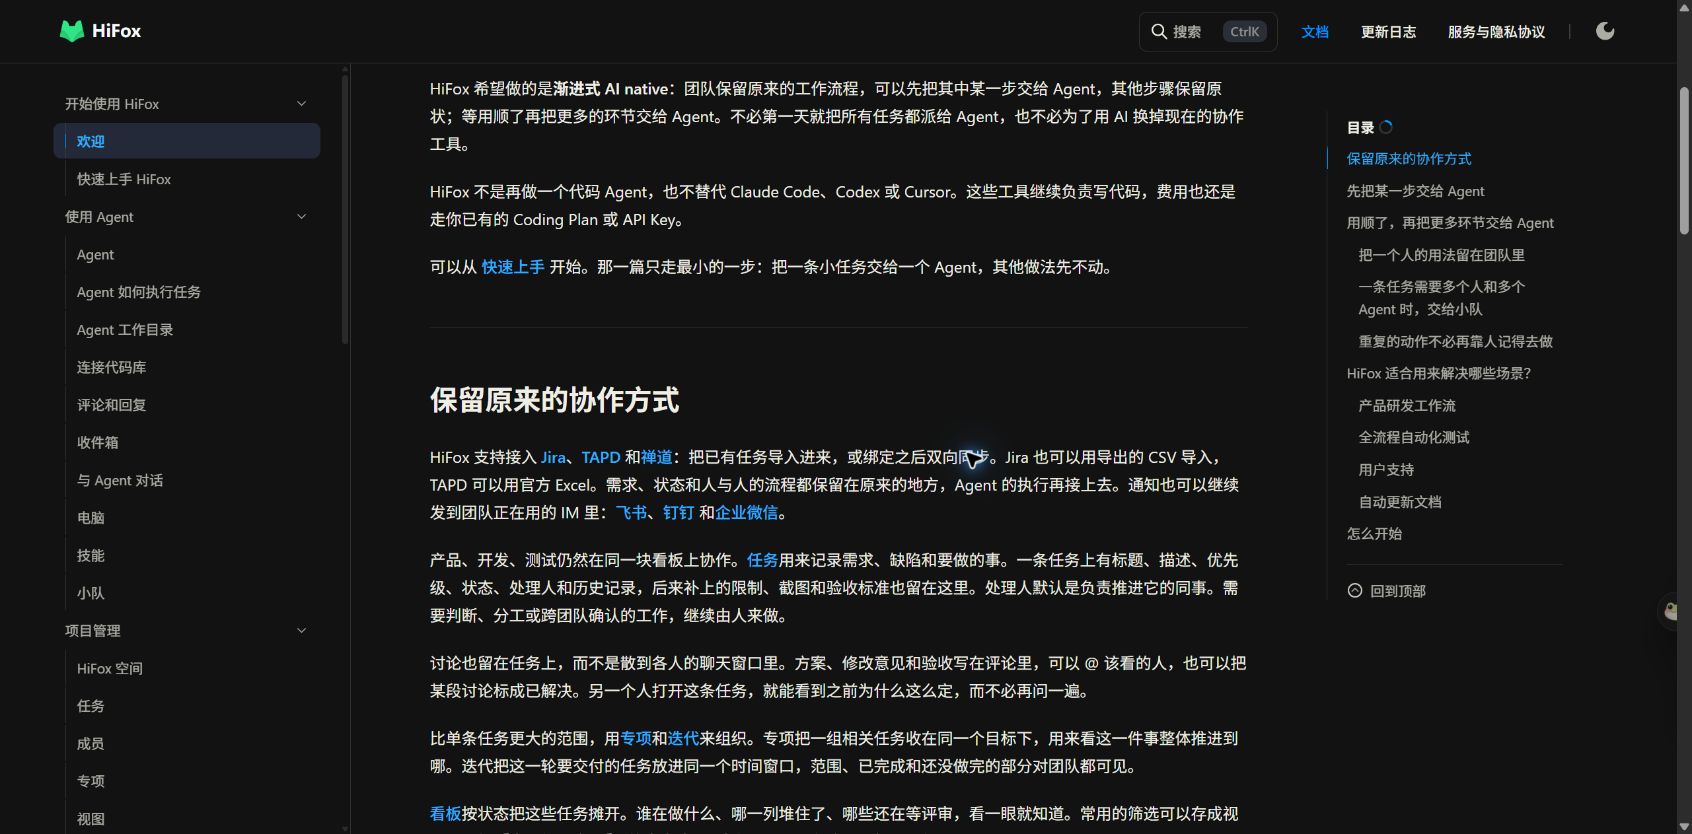 HiFox
搜索
CtrlK
文档
更新日志
服务与隐私协议
开始使用 HiFox
欢迎
快速上手 HiFox
使用 Agent
Agent
Agent 如何执行任务
Agent 工作目录
连接代码库
评论和回复
收件箱
与 Agent 对话
电脑
技能
小队
项目管理
HiFox 空间
任务
成员
专项
视图
HiFox 希望做的是渐进式 AI native：团队保留原来的工作流程，可以先把其中某一步交给 Agent，其他步骤保留原
状；等用顺了再把更多的环节交给 Agent。不必第一天就把所有任务都派给 Agent，也不必为了用 AI 换掉现在的协作
工具。
HiFox 不是再做一个代码 Agent，也不替代 Claude Code、Codex 或 Cursor。这些工具继续负责写代码，费用也还是
走你已有的 Coding Plan 或 API Key。
可以从 快速上手 开始。那一篇只走最小的一步：把一条小任务交给一个 Agent，其他做法先不动。
保留原来的协作方式
HiFox 支持接入 Jira、TAPD 和禅道：把已有任务导入进来，或绑定之后双向同步。Jira 也可以用导出的 CSV 导入，
TAPD 可以用官方 Excel。需求、状态和人与人的流程都保留在原来的地方，Agent 的执行再接上去。通知也可以继续
发到团队正在用的 IM 里：飞书、钉钉 和企业微信。
产品、开发、测试仍然在同一块看板上协作。任务用来记录需求、缺陷和要做的事。一条任务上有标题、描述、优先
级、状态、处理人和历史记录，后来补上的限制、截图和验收标准也留在这里。处理人默认是负责推进它的同事。需
要判断、分工或跨团队确认的工作，继续由人来做。
讨论也留在任务上，而不是散到各人的聊天窗口里。方案、修改意见和验收写在评论里，可以 @ 该看的人，也可以把
某段讨论标成已解决。另一个人打开这条任务，就能看到之前为什么这么定，而不必再问一遍。
比单条任务更大的范围，用专项和迭代来组织。专项把一组相关任务收在同一个目标下，用来看这一件事整体推进到
哪。迭代把这一轮要交付的任务放进同一个时间窗口，范围、已完成和还没做完的部分对团队都可见。
看板按状态把这些任务摊开。谁在做什么、哪一列堆住了、哪些还在等评审，看一眼就知道。常用的筛选可以存成视
目录
保留原来的协作方式
先把某一步交给 Agent
用顺了，再把更多环节交给 Agent
把一个人的用法留在团队里
一条任务需要多个人和多个
Agent 时，交给小队
重复的动作不必再靠人记得去做
HiFox 适合用来解决哪些场景？
产品研发工作流
全流程自动化测试
用户支持
自动更新文档
怎么开始
回到顶部